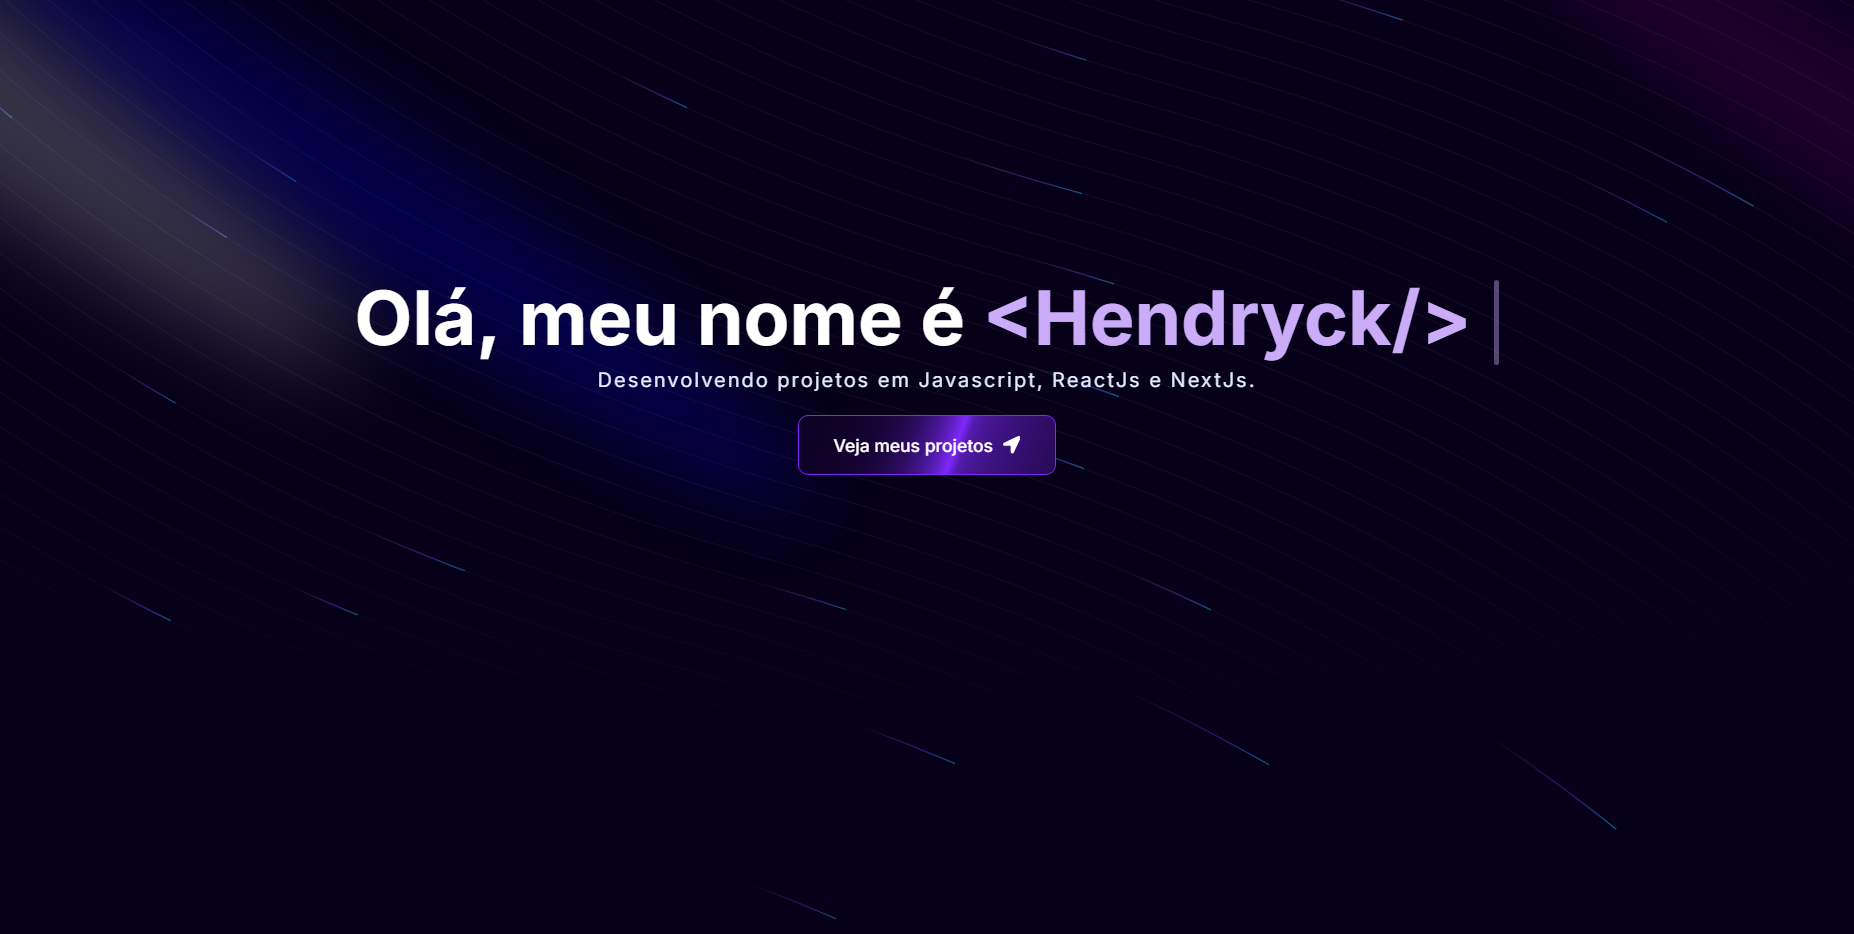 Olá, meu nome é <Hendryck/>
Desenvolvendo projetos em Javascript, ReactJs e NextJs.
Veja meus projetos